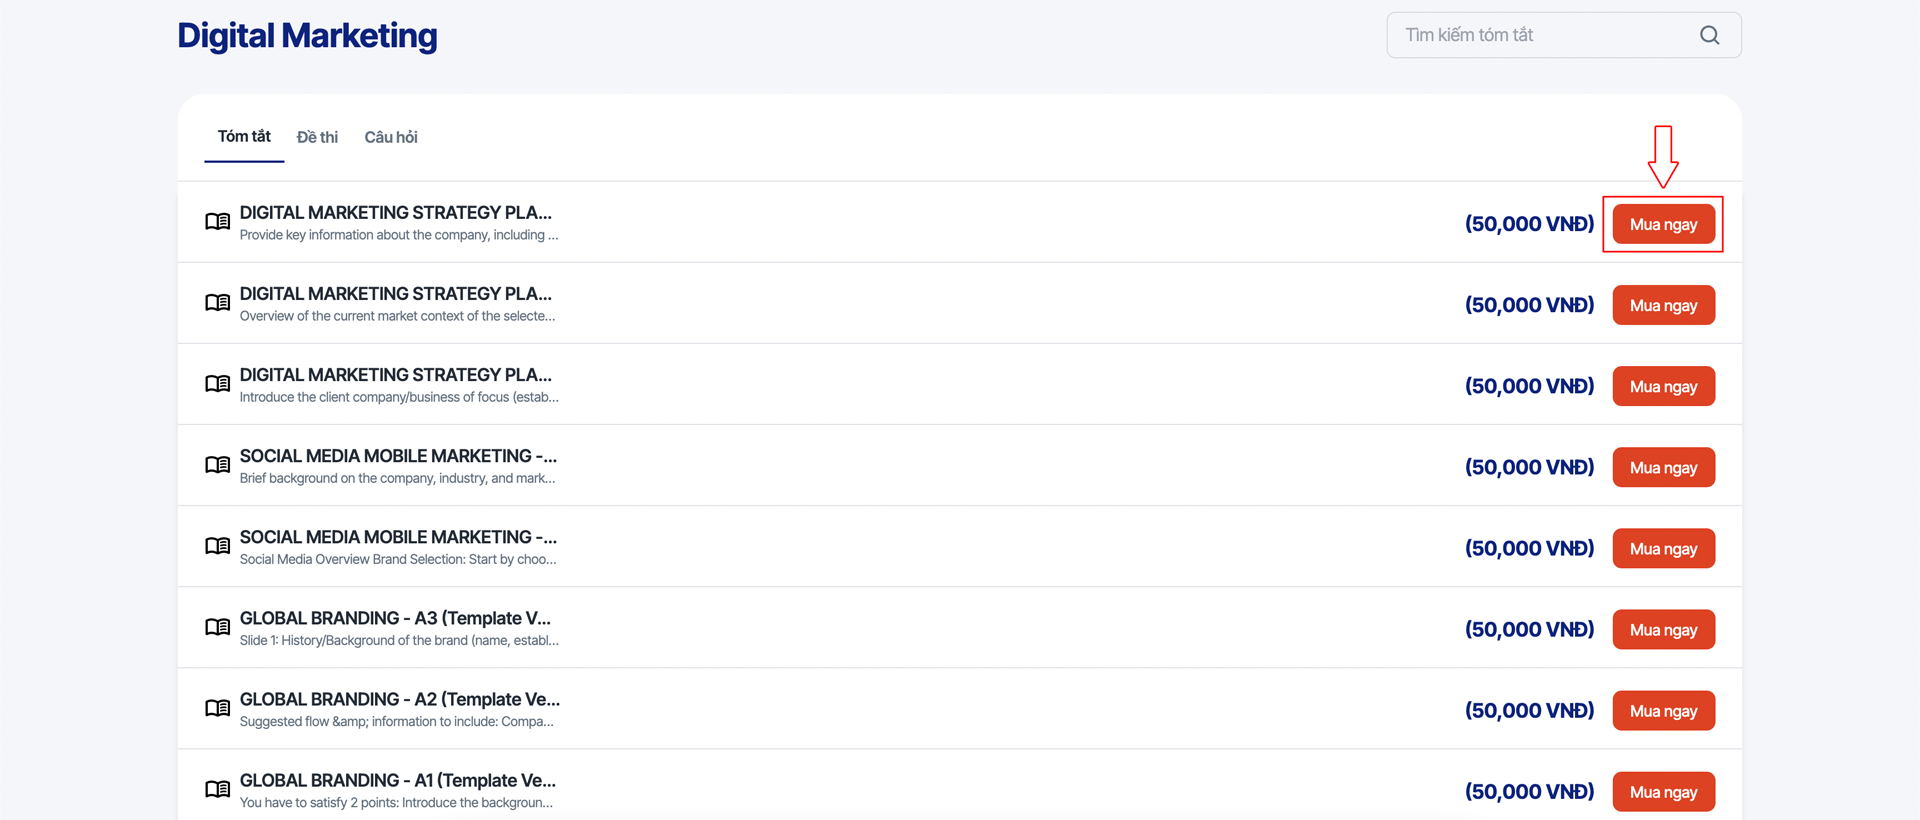 Digital Marketing
Tìm kiếm tóm tắt
Tóm tắt Đề thi Câu hỏi
DIGITAL MARKETING STRATEGY PLA...
Provide key information about the company, including ...
(50,000 VNĐ) Mua ngay
DIGITAL MARKETING STRATEGY PLA...
Overview of the current market context of the selecte...
(50,000 VNĐ) Mua ngay
DIGITAL MARKETING STRATEGY PLA...
Introduce the client company/business of focus (estab...
(50,000 VNĐ) Mua ngay
SOCIAL MEDIA MOBILE MARKETING -...
Brief background on the company, industry, and mark...
(50,000 VNĐ) Mua ngay
SOCIAL MEDIA MOBILE MARKETING -...
Social Media Overview Brand Selection: Start by choo...
(50,000 VNĐ) Mua ngay
GLOBAL BRANDING - A3 (Template V...
Slide 1: History/Background of the brand (name, establ...
(50,000 VNĐ) Mua ngay
GLOBAL BRANDING - A2 (Template Ve...
Suggested flow &amp; information to include: Compa...
(50,000 VNĐ) Mua ngay
GLOBAL BRANDING - A1 (Template Ve...
You have to satisfy 2 points: Introduce the backgroun...
(50,000 VNĐ) Mua ngay